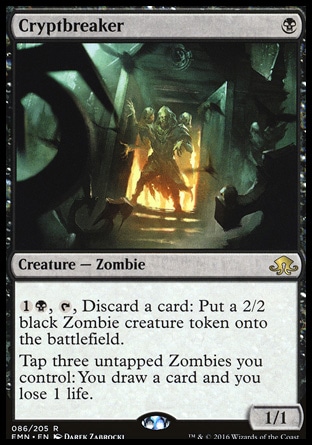 Cryptbreaker
Creature — Zombie
1, , Discard a card: Put a 2/2
black Zombie creature token onto
the battlefield.
Tap three untapped Zombies you
control: You draw a card and you
lose 1 life.
1/1
086/205 R
EMN • EN DAREK ZABROCKI
™ & © 2016 Wizards of the Coast